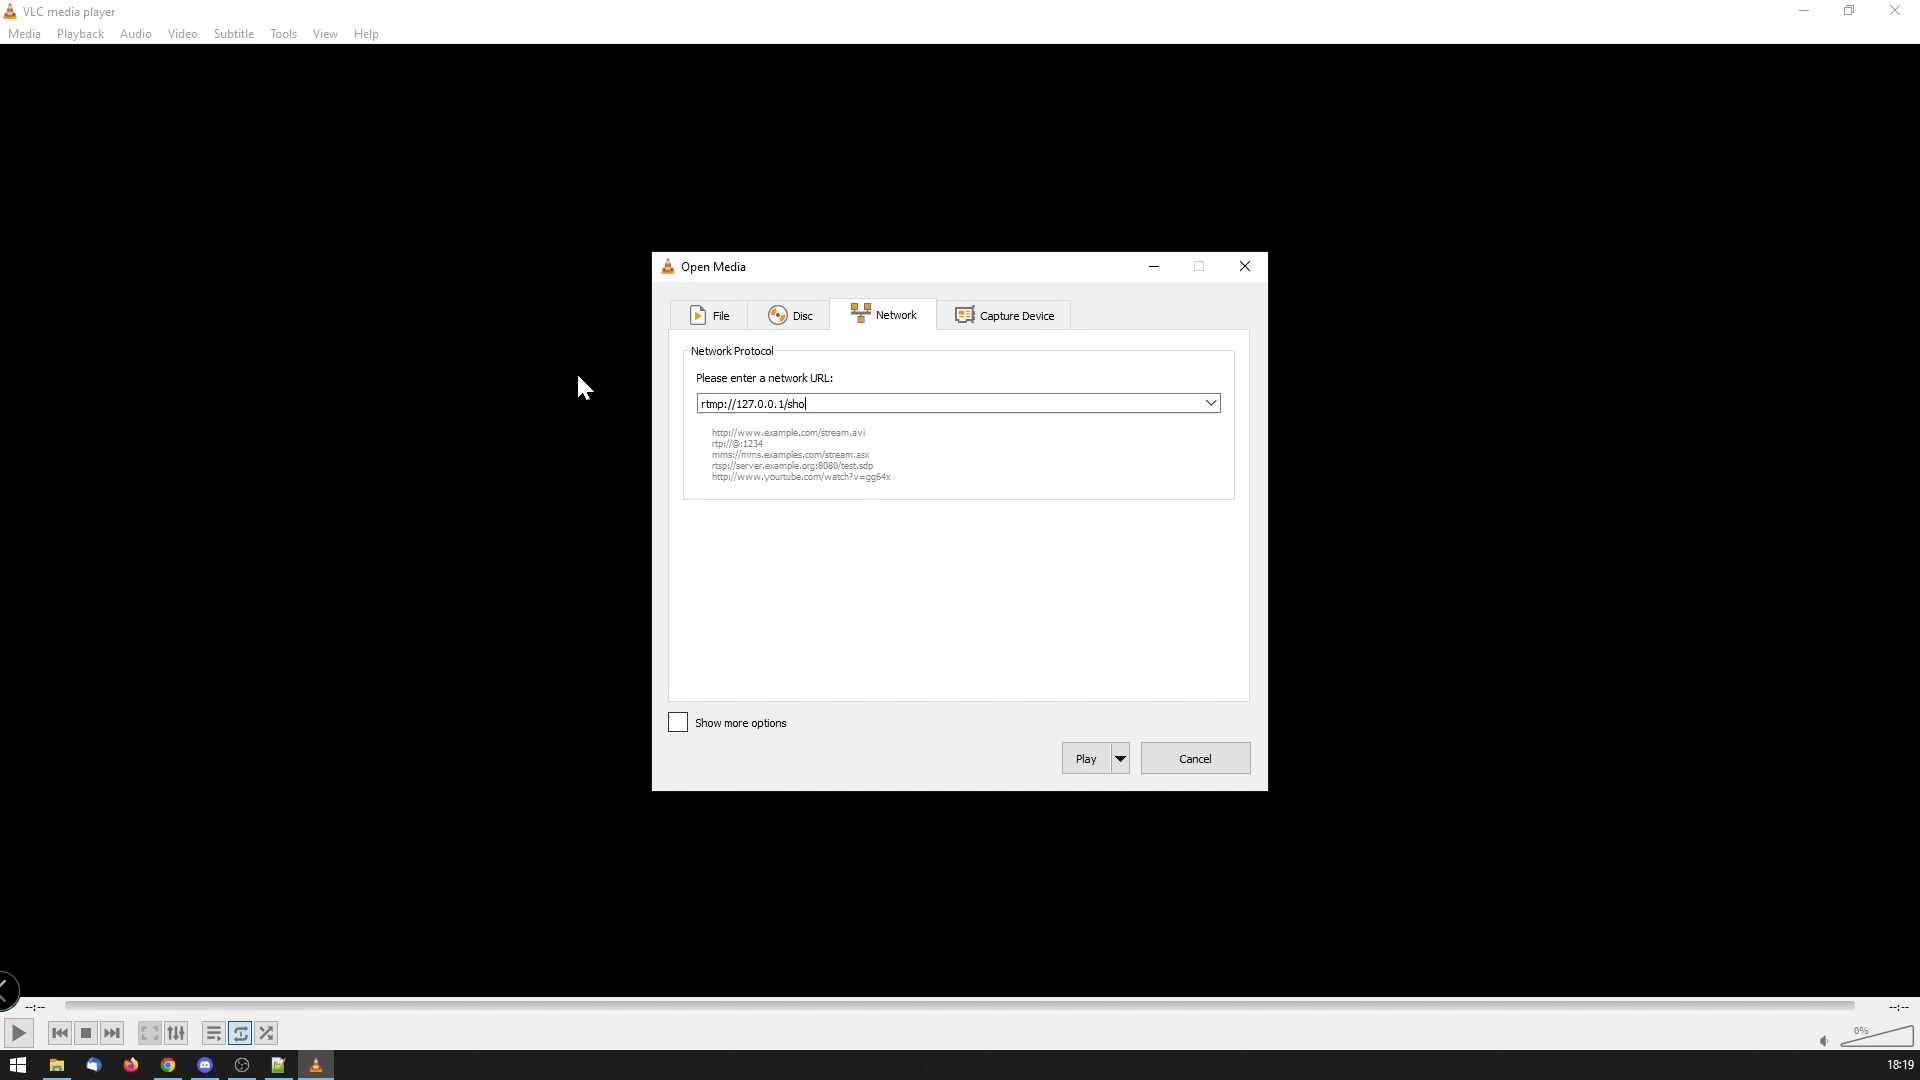 VLC media player
Media Playback Audio Video Subtitle Tools View Help
Open Media
File Disc Network Capture Device
Network Protocol
Please enter a network URL:
rtmp://127.0.0.1/sho
http://www.example.com/stream.avi
rtp://@:1234
mms://mms.examples.com/stream.asx
rtsp://server.example.org:8080/test.sdp
http://www.yourtube.com/watch?v=gg64x
Show more options
Play Cancel
--:-- --:--
0%
18:19